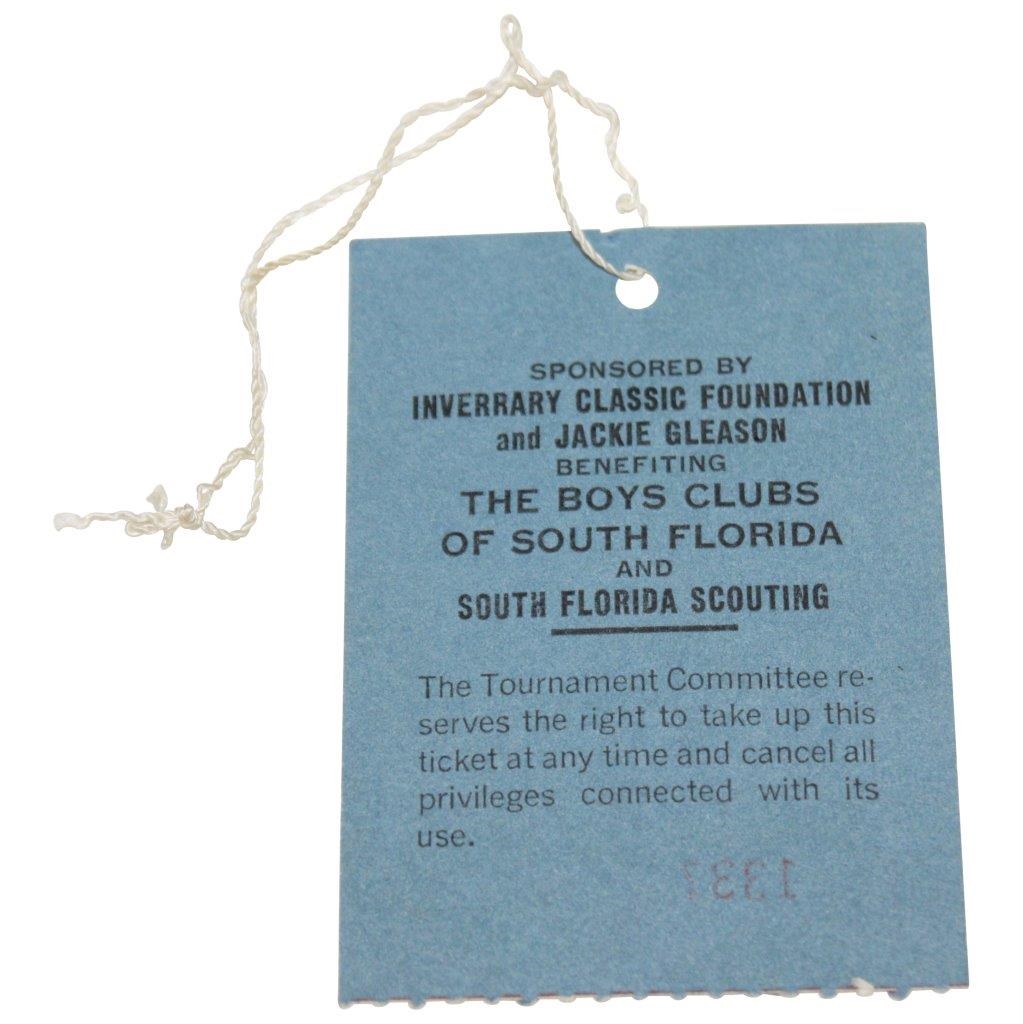 SPONSORED BY
INVERRARY CLASSIC FOUNDATION
and JACKIE GLEASON
BENEFITING
THE BOYS CLUBS
OF SOUTH FLORIDA
AND
SOUTH FLORIDA SCOUTING
The Tournament Committee re-
serves the right to take up this
ticket at any time and cancel all
privileges connected with its
use.